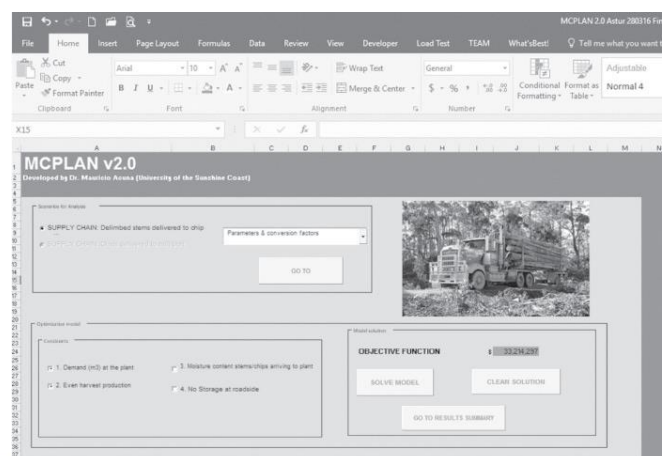 MCPLAN 2.0 Astur 280316 Fin
File Home Insert Page Layout Formulas Data Review View Developer Load Test TEAM What'sBest! Tell me what you want t
Cut
Copy
Format Painter
Paste
Clipboard
Arial 10
B I U
Font
Wrap Text
Merge & Center
Alignment
General
$ % ,
Number
Conditional Formatting
Format as Table
Adjustable
Normal 4
X15
fx
A B C D E F G H I J K L M N
MCPLAN v2.0
Developed by Dr. Mauricio Acuna (University of the Sunshine Coast)
Scenarios for Analysis
SUPPLY CHAIN: Delimbed stems delivered to chip
Parameters & conversion factors
GO TO
Optimisation model
Constraints
1. Demand (m3) at the plant
2. Even harvest production
3. Moisture content stems/chips arriving to plant
4. No Storage at roadside
Model solution
OBJECTIVE FUNCTION $ 33,214,297
SOLVE MODEL
CLEAN SOLUTION
GO TO RESULTS SUMMARY